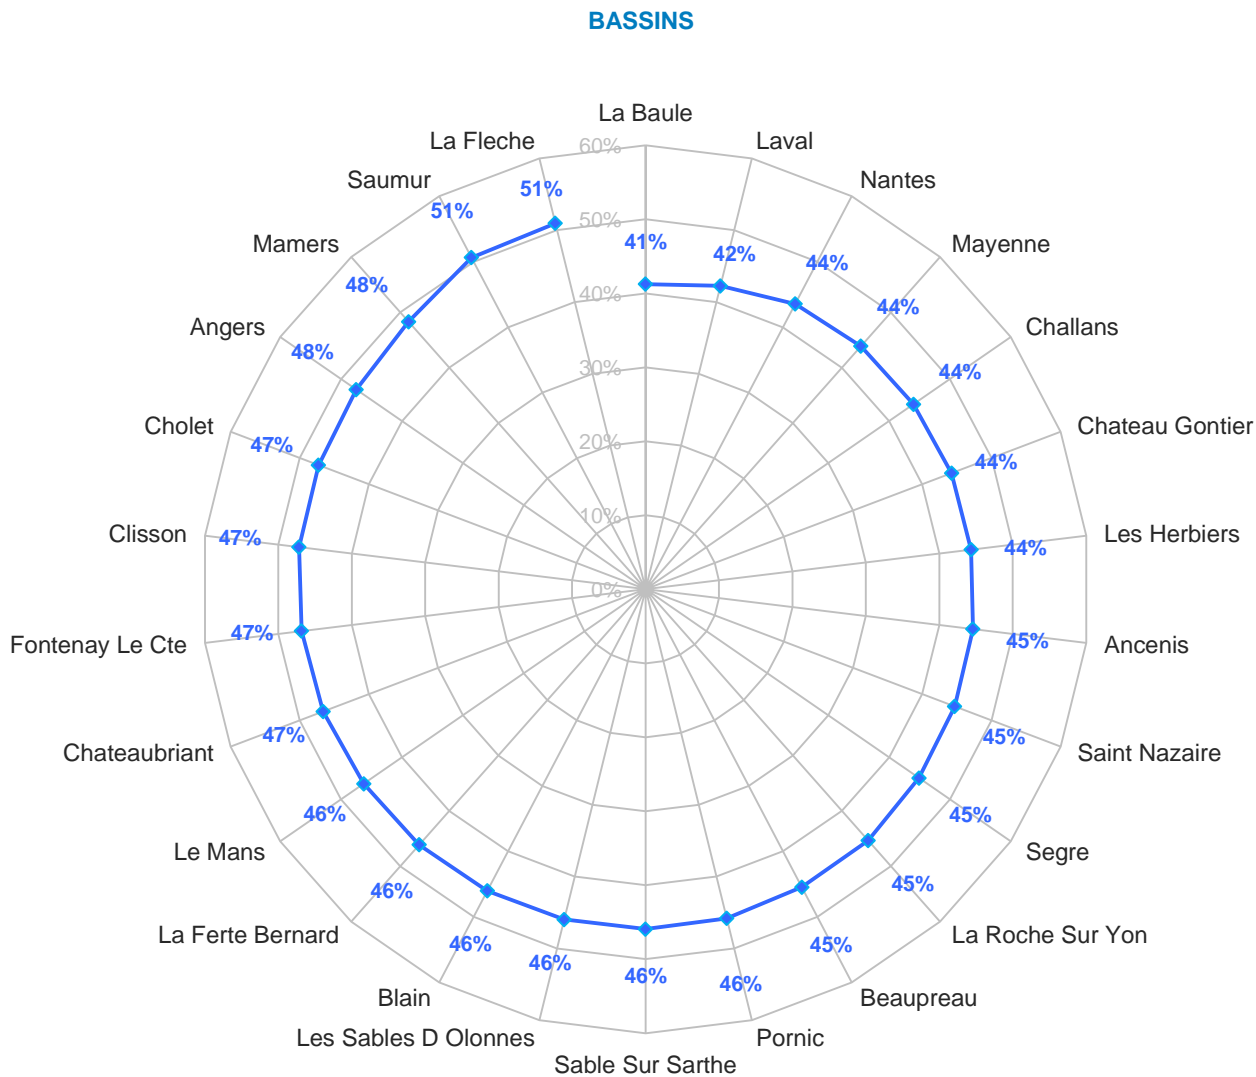 BASSINS
La Baule
Laval
Nantes
Mayenne
Challans
Chateau Gontier
Les Herbiers
Ancenis
Saint Nazaire
Segre
La Roche Sur Yon
Beaupreau
Pornic
Sable Sur Sarthe
Les Sables D Olonnes
Blain
La Ferte Bernard
Le Mans
Chateaubriant
Fontenay Le Cte
Clisson
Cholet
Angers
Mamers
Saumur
La Fleche
60%
50%
40%
30%
20%
10%
0%
41%
42%
44%
44%
44%
44%
44%
45%
45%
45%
45%
45%
46%
46%
46%
46%
46%
46%
47%
47%
47%
47%
48%
48%
51%
51%